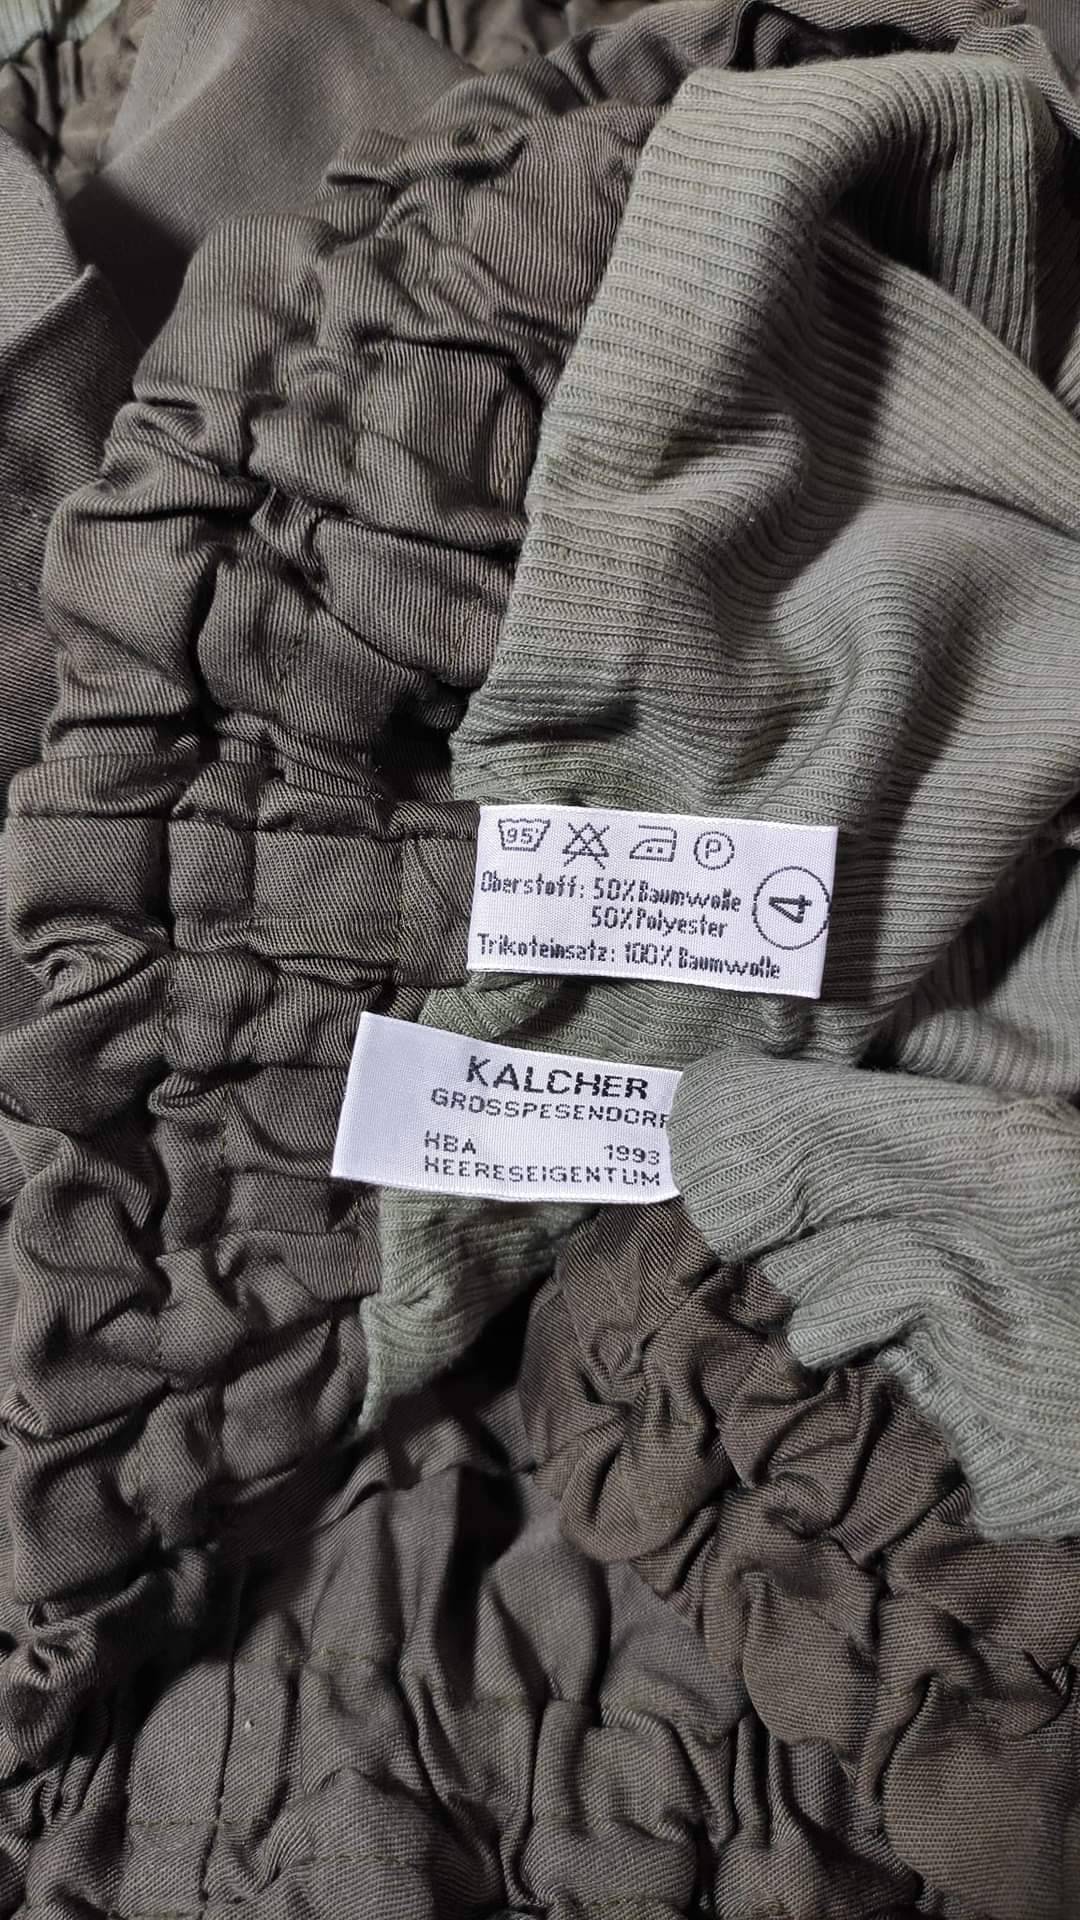 95°
P
Oberstoff: 50% Baumwolle
50% Polyester
Trikoteinsatz: 100% Baumwolle
4
KALCHER
GROSSPESENDORF
HBA 1993
HEERESEIGENTUM